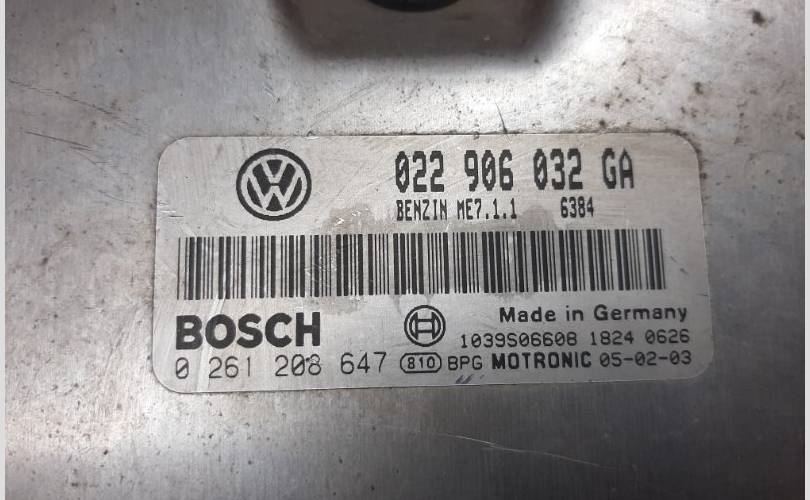 022 906 032 GA
BENZIN ME7.1.1 6384
Made in Germany
BOSCH
1039S06608 1824 0626
0 261 208 647 810 BPG MOTRONIC 05-02-03